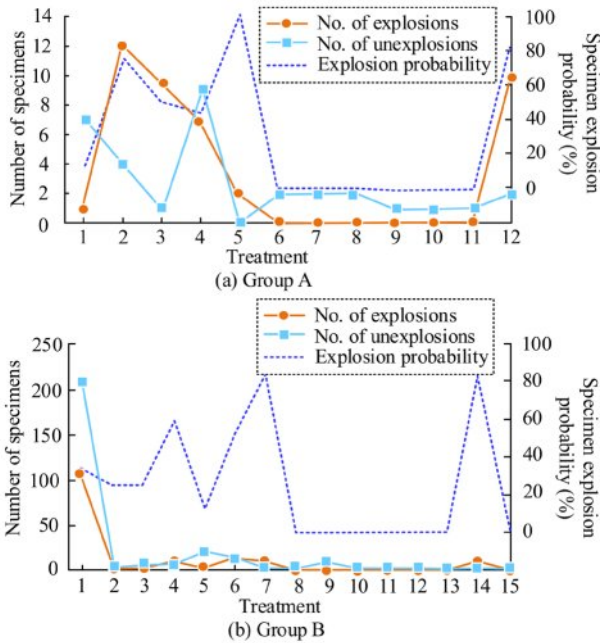 No. of explosions
No. of unexplosions
Explosion probability
Number of specimens
14
12
10
8
6
4
2
0
1 2 3 4 5 6 7 8 9 10 11 12
100
80
60
40
20
0
Specimen explosion
probability (%)
Treatment
(a) Group A
No. of explosions
No. of unexplosions
Explosion probability
Number of specimens
250
200
150
100
50
0
1 2 3 4 5 6 7 8 9 10 11 12 13 14 15
100
80
60
40
20
0
Specimen explosion
probability (%)
Treatment
(b) Group B